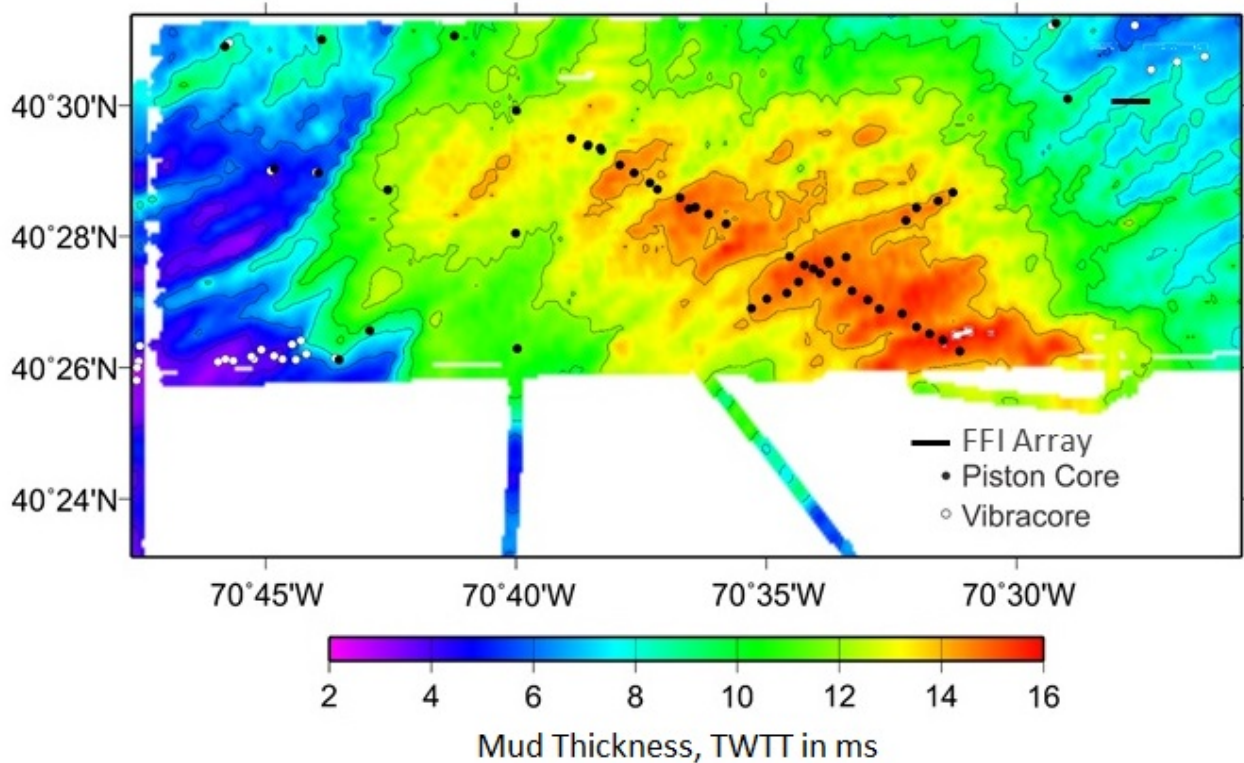 40°30'N
40°28'N
40°26'N
40°24'N
FFI Array
Piston Core
Vibracore
70°45'W 70°40'W 70°35'W 70°30'W
2 4 6 8 10 12 14 16
Mud Thickness, TWTT in ms